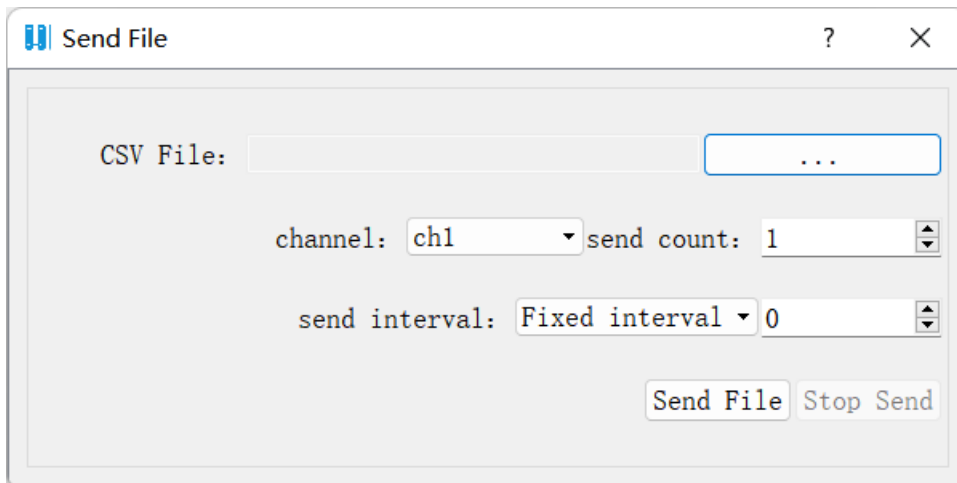 Send File ?
CSV File: ...
channel: ch1 send count: 1
send interval: Fixed interval 0
Send File Stop Send